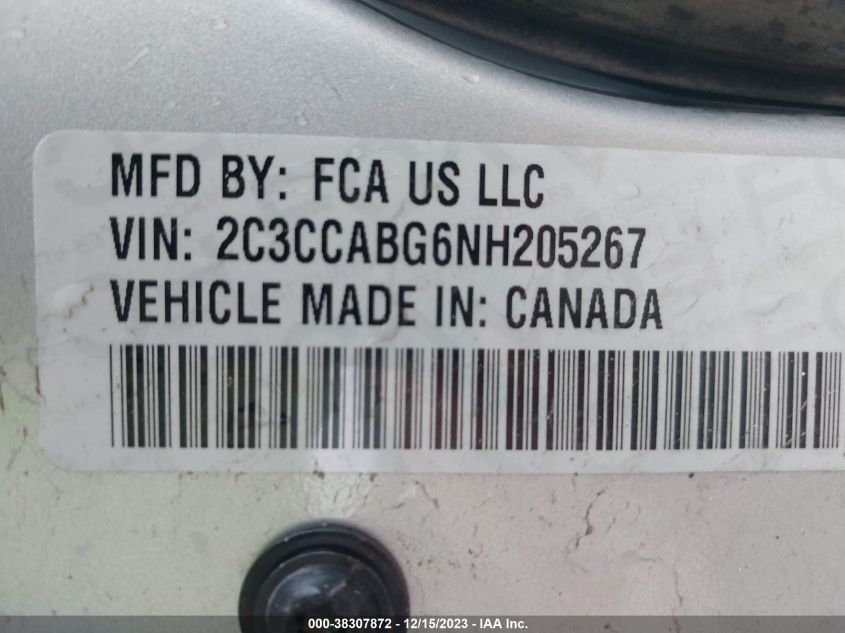 MFD BY: FCA US LLC
VIN: 2C3CCABG6NH205267
VEHICLE MADE IN: CANADA
000-38307872 - 12/15/2023 - IAA Inc.